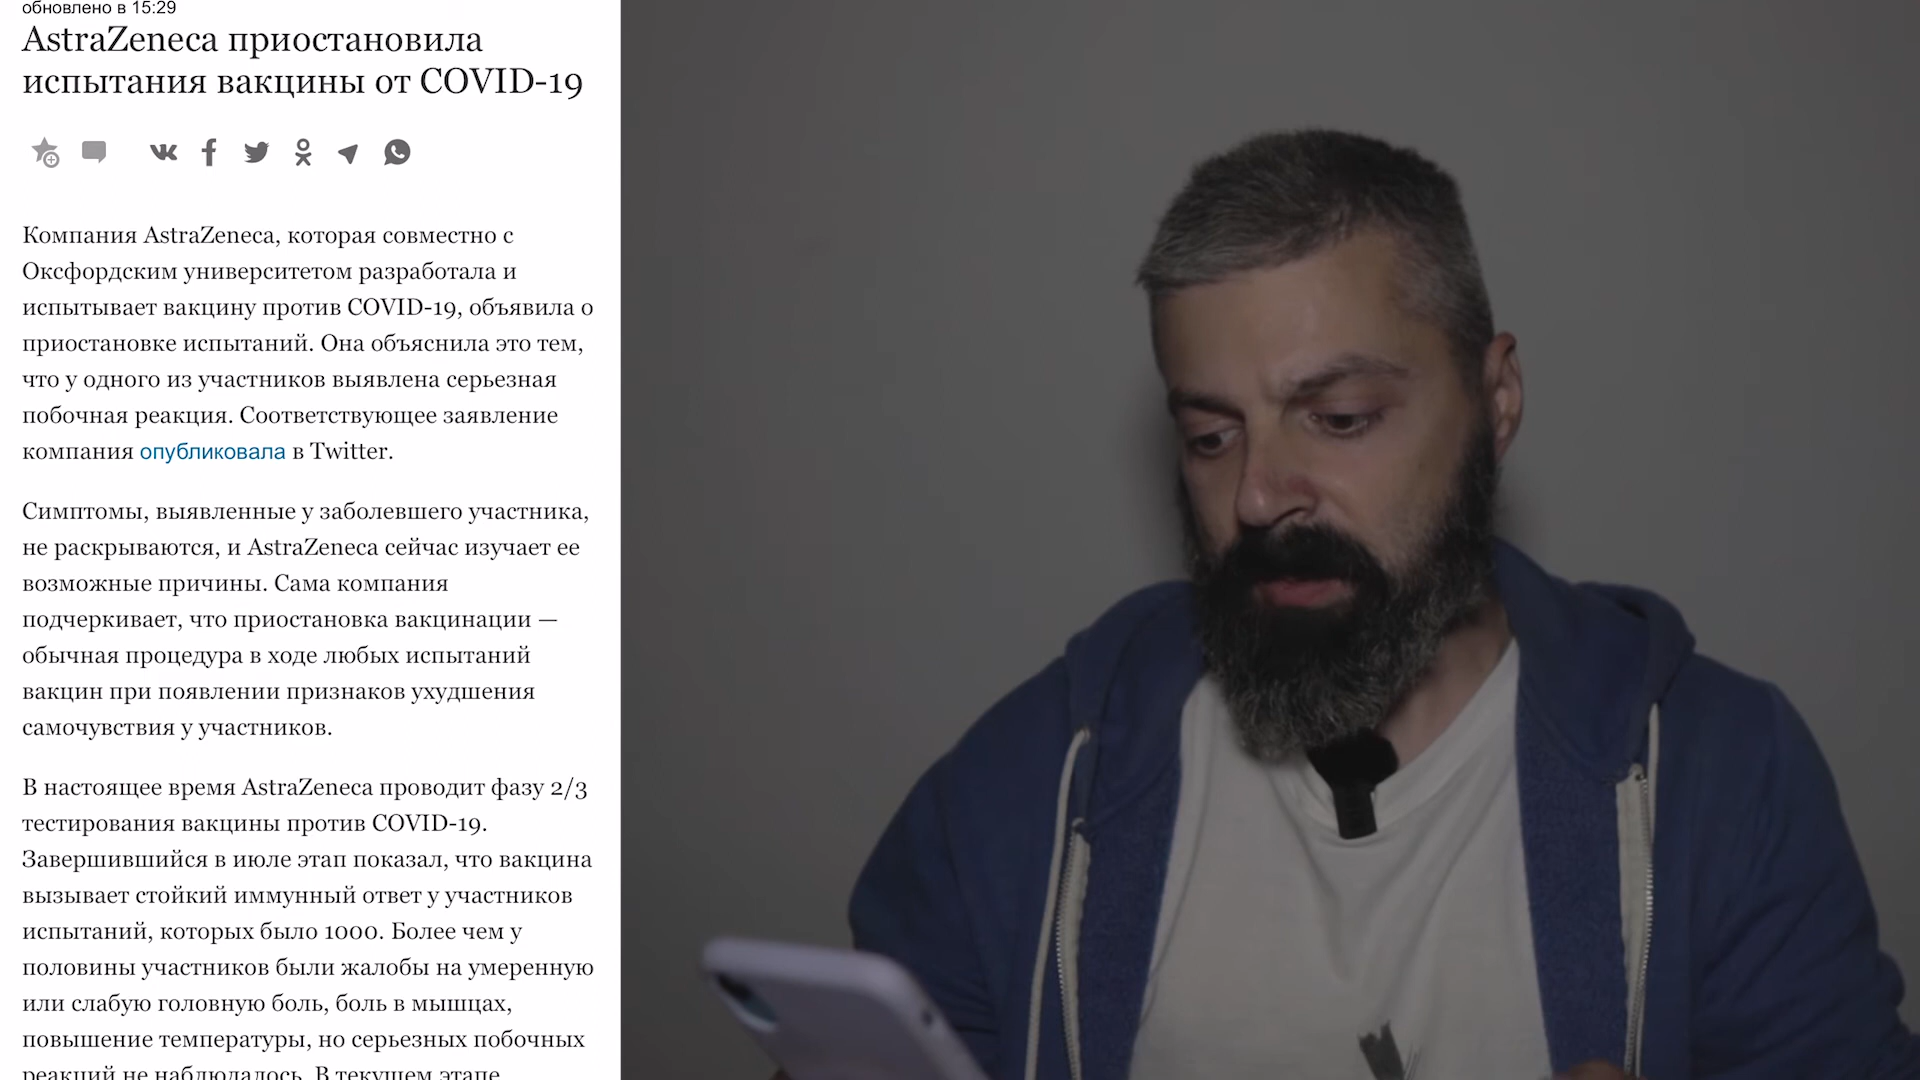 обновлено в 15:29
AstraZeneca приостановила
испытания вакцины от COVID-19
Компания AstraZeneca, которая совместно с
Оксфордским университетом разработала и
испытывает вакцину против COVID-19, объявила о
приостановке испытаний. Она объяснила это тем,
что у одного из участников выявлена серьезная
побочная реакция. Соответствующее заявление
компания опубликовала в Twitter.
Симптомы, выявленные у заболевшего участника,
не раскрываются, и AstraZeneca сейчас изучает ее
возможные причины. Сама компания
подчеркивает, что приостановка вакцинации —
обычная процедура в ходе любых испытаний
вакцин при появлении признаков ухудшения
самочувствия у участников.
В настоящее время AstraZeneca проводит фазу 2/3
тестирования вакцины против COVID-19.
Завершившийся в июле этап показал, что вакцина
вызывает стойкий иммунный ответ у участников
испытаний, которых было 1000. Более чем у
половины участников были жалобы на умеренную
или слабую головную боль, боль в мышцах,
повышение температуры, но серьезных побочных
реакций не наблюдалось. В текущем этапе